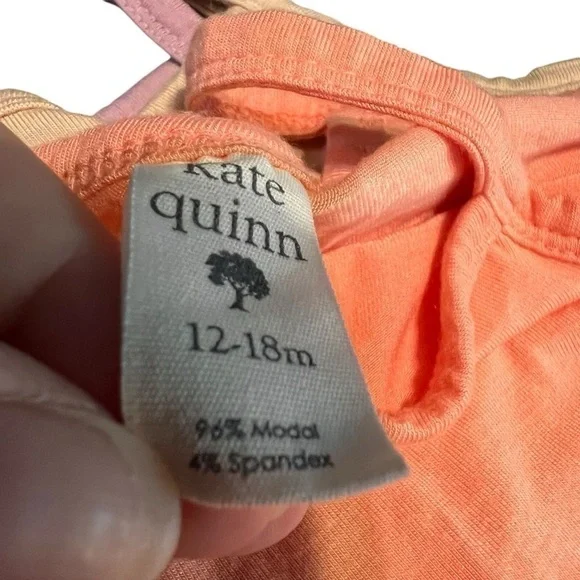 kate
quinn
12-18m
96% Modal
4% Spandex